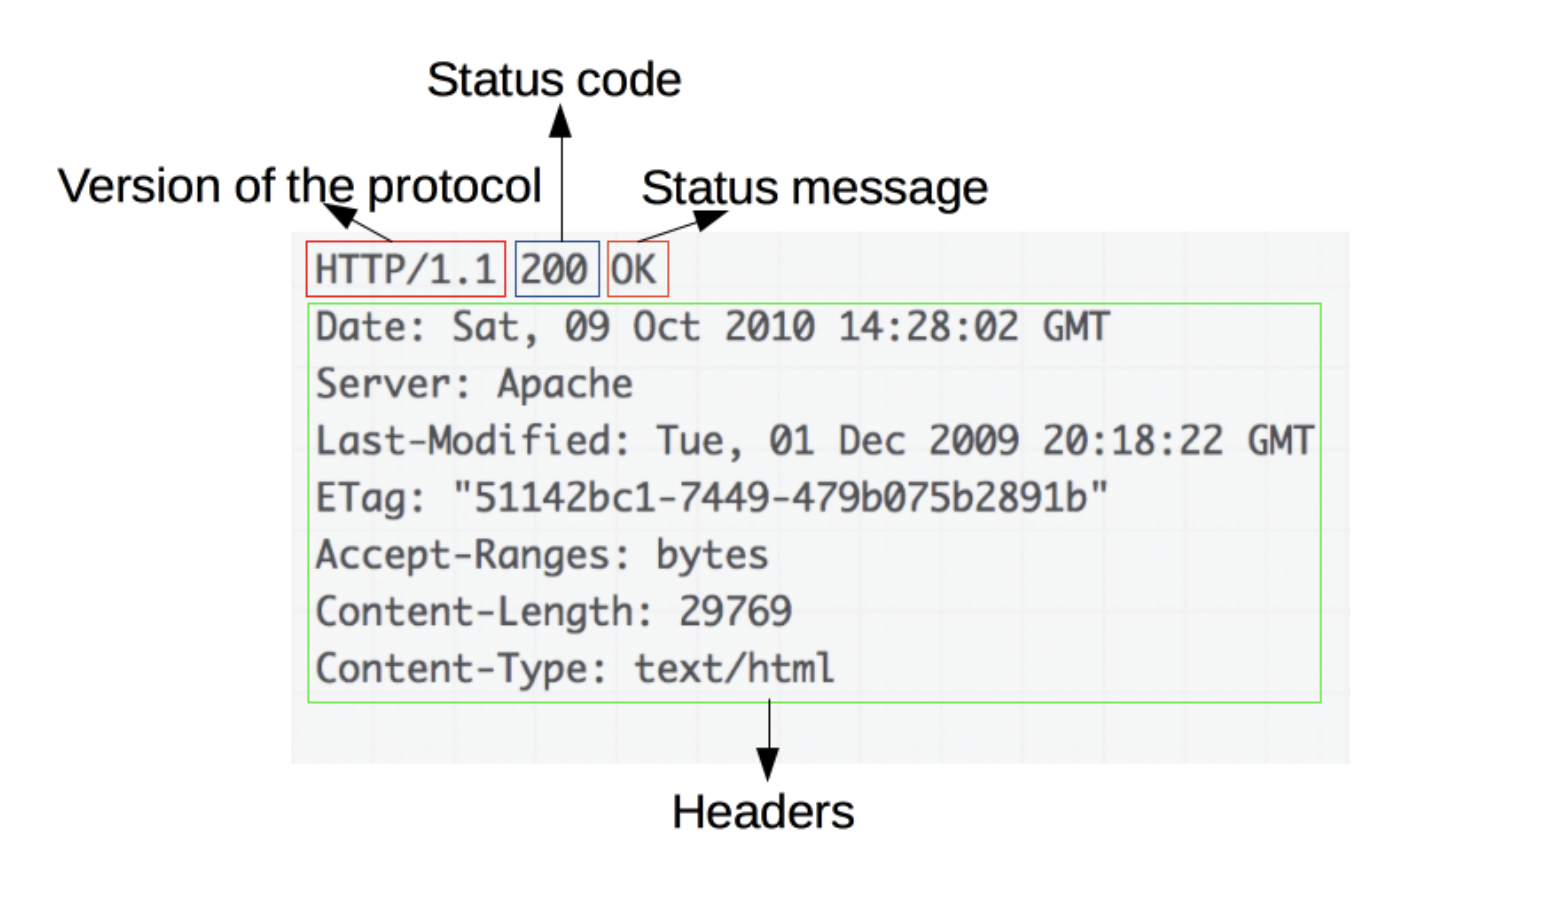 Status code
Version of the protocol
Status message
HTTP/1.1 200 OK
Date: Sat, 09 Oct 2010 14:28:02 GMT
Server: Apache
Last-Modified: Tue, 01 Dec 2009 20:18:22 GMT
ETag: "51142bc1-7449-479b075b2891b"
Accept-Ranges: bytes
Content-Length: 29769
Content-Type: text/html
Headers